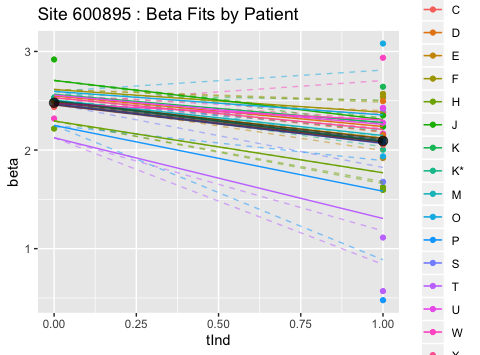 Site 600895 : Beta Fits by Patient
3
2
1
beta
0.00 0.25 0.50 0.75 1.00
tInd
C
D
E
F
H
J
K
K*
M
O
P
S
T
U
W